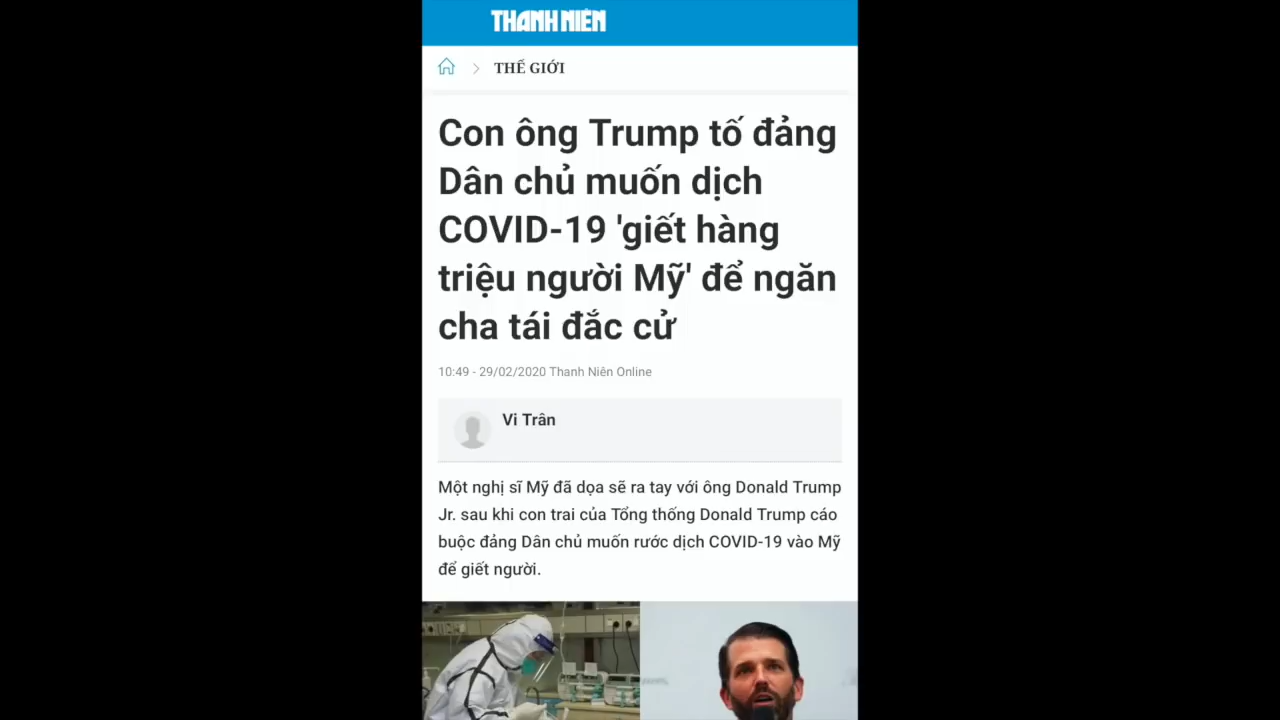 THANH NIÊN
THẾ GIỚI
Con ông Trump tố đảng
Dân chủ muốn dịch
COVID-19 'giết hàng
triệu người Mỹ' để ngăn
cha tái đắc cử
10:49 - 29/02/2020 Thanh Niên Online
Vi Trân
Một nghị sĩ Mỹ đã dọa sẽ ra tay với ông Donald Trump
Jr. sau khi con trai của Tổng thống Donald Trump cáo
buộc đảng Dân chủ muốn rước dịch COVID-19 vào Mỹ
để giết người.